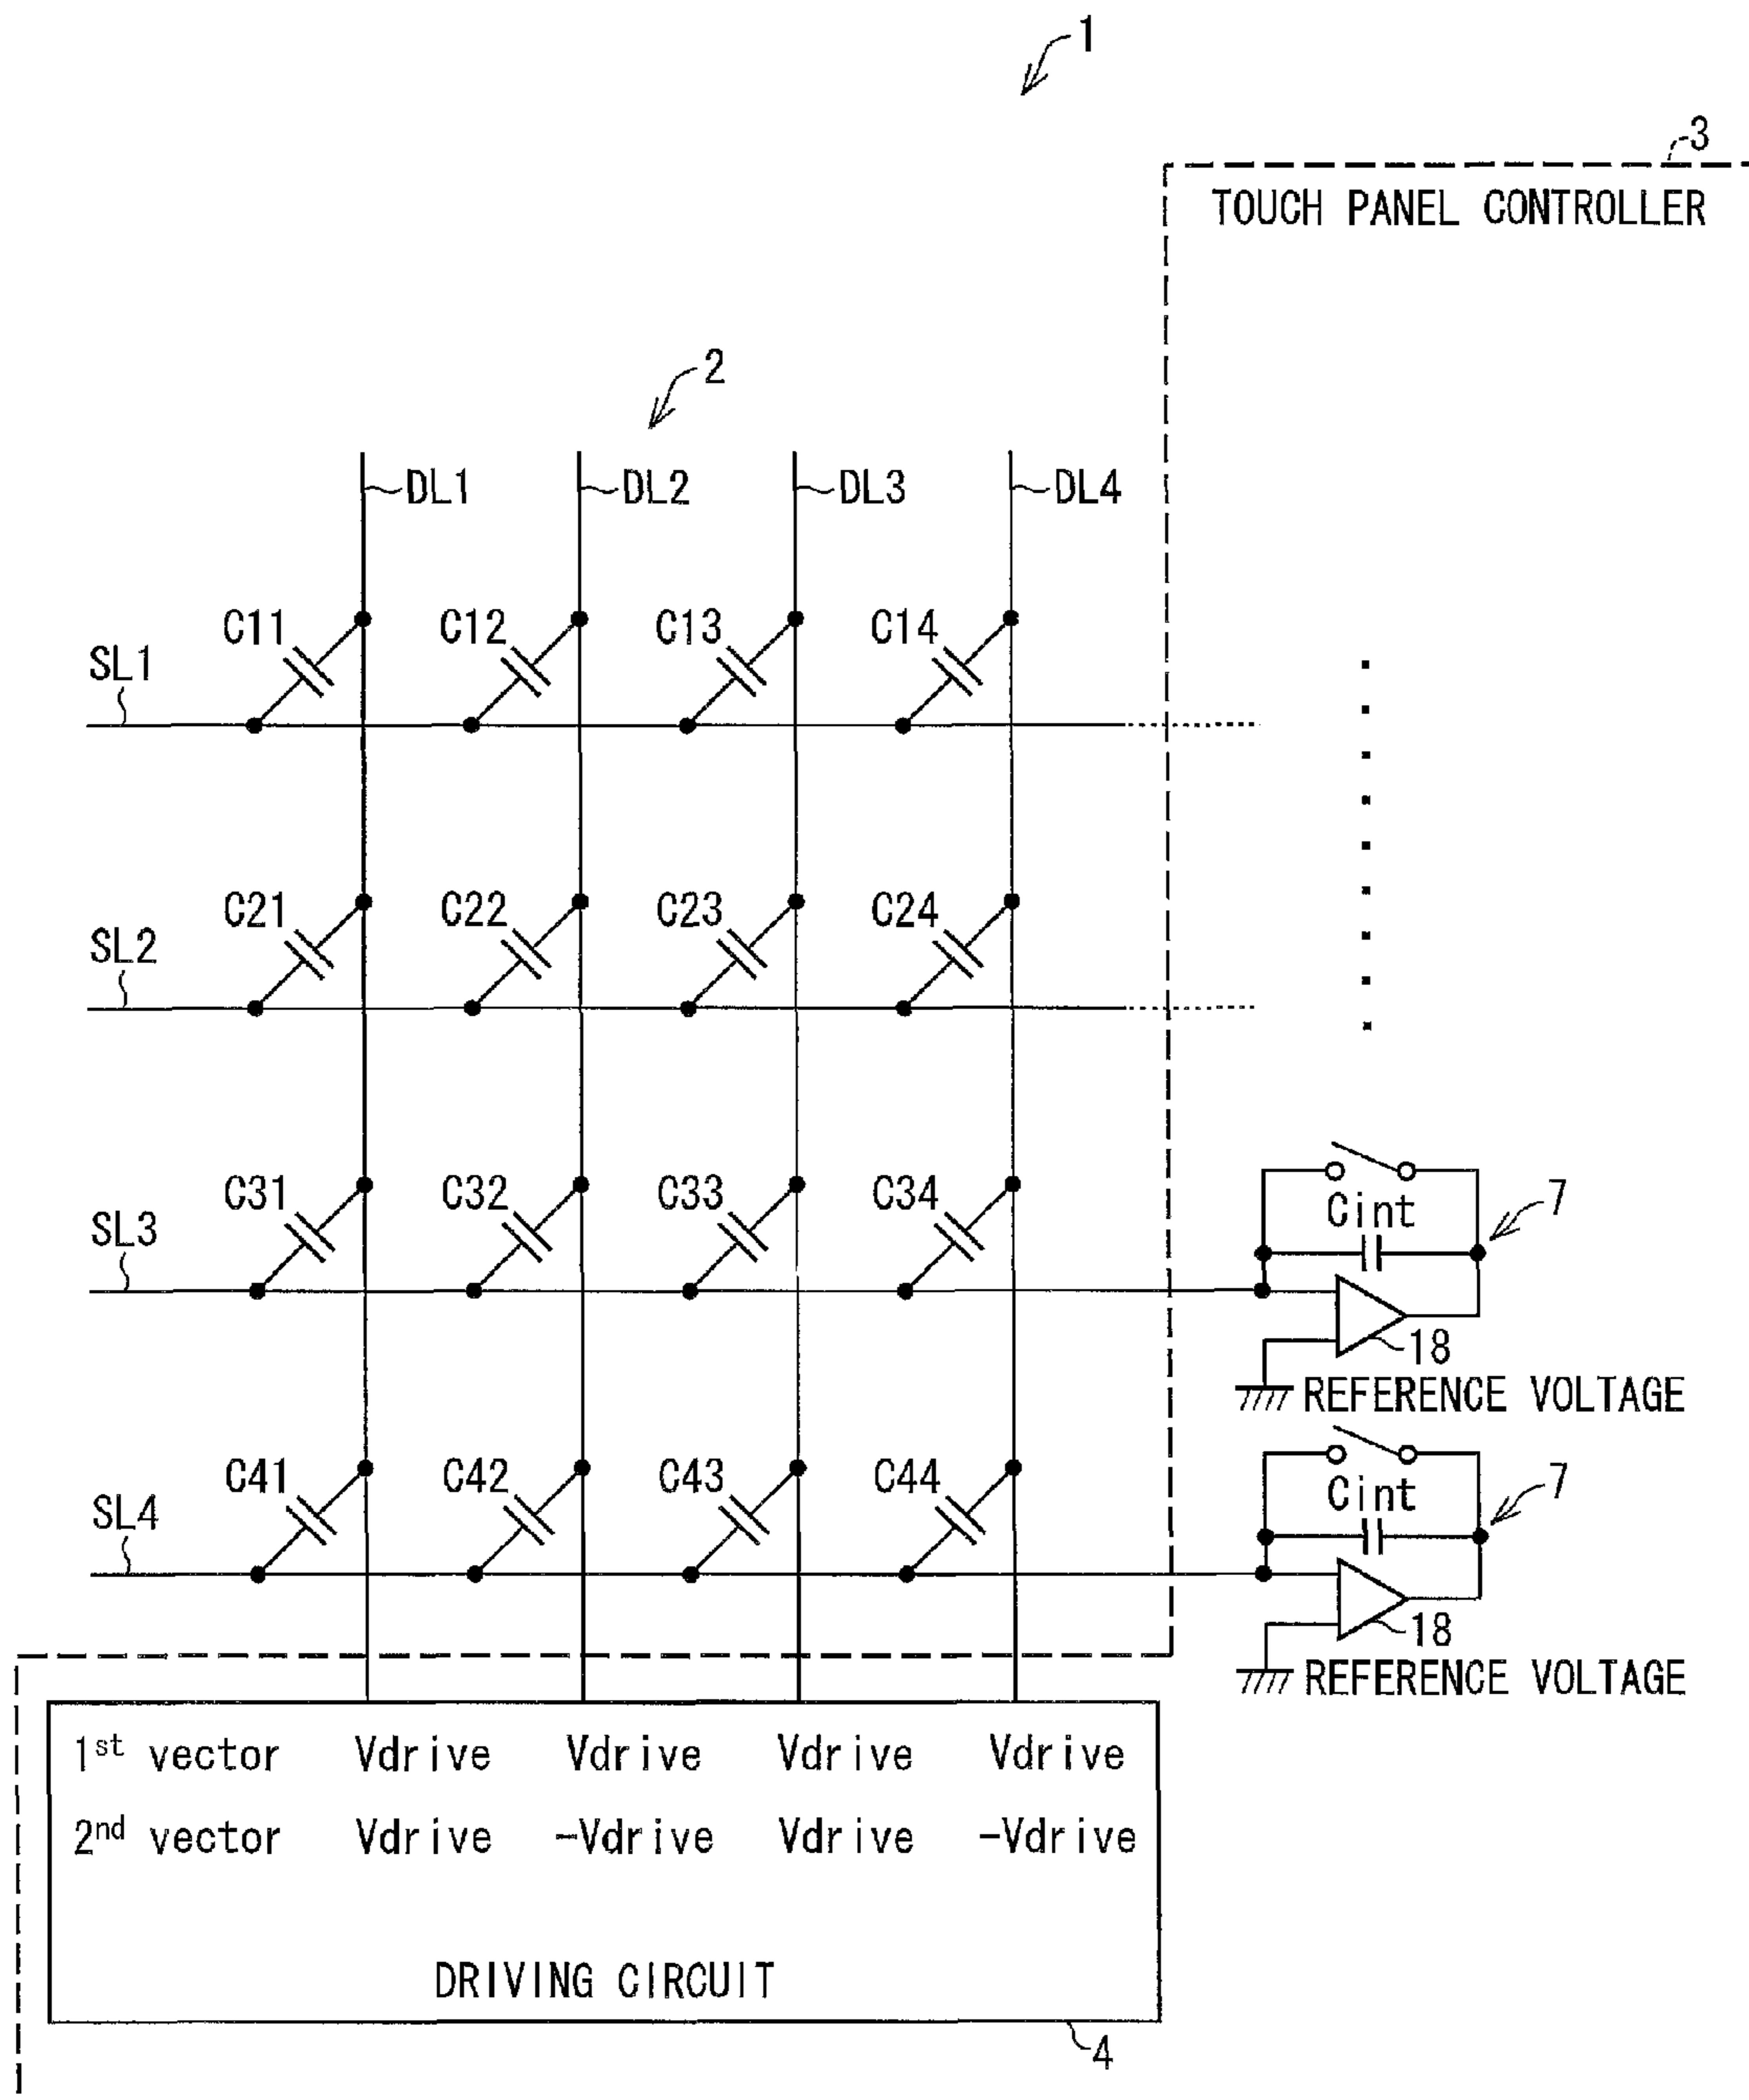 1
3
TOUCH PANEL CONTROLLER
2
DL1 DL2 DL3 DL4
C11 C12 C13 C14
SL1
C21 C22 C23 C24
SL2
C31 C32 C33 C34
SL3
Cint
7
18
REFERENCE VOLTAGE
C41 C42 C43 C44
SL4
Cint
7
18
REFERENCE VOLTAGE
1st vector Vdrive Vdrive Vdrive Vdrive
2nd vector Vdrive -Vdrive Vdrive -Vdrive
DRIVING CIRCUIT
4